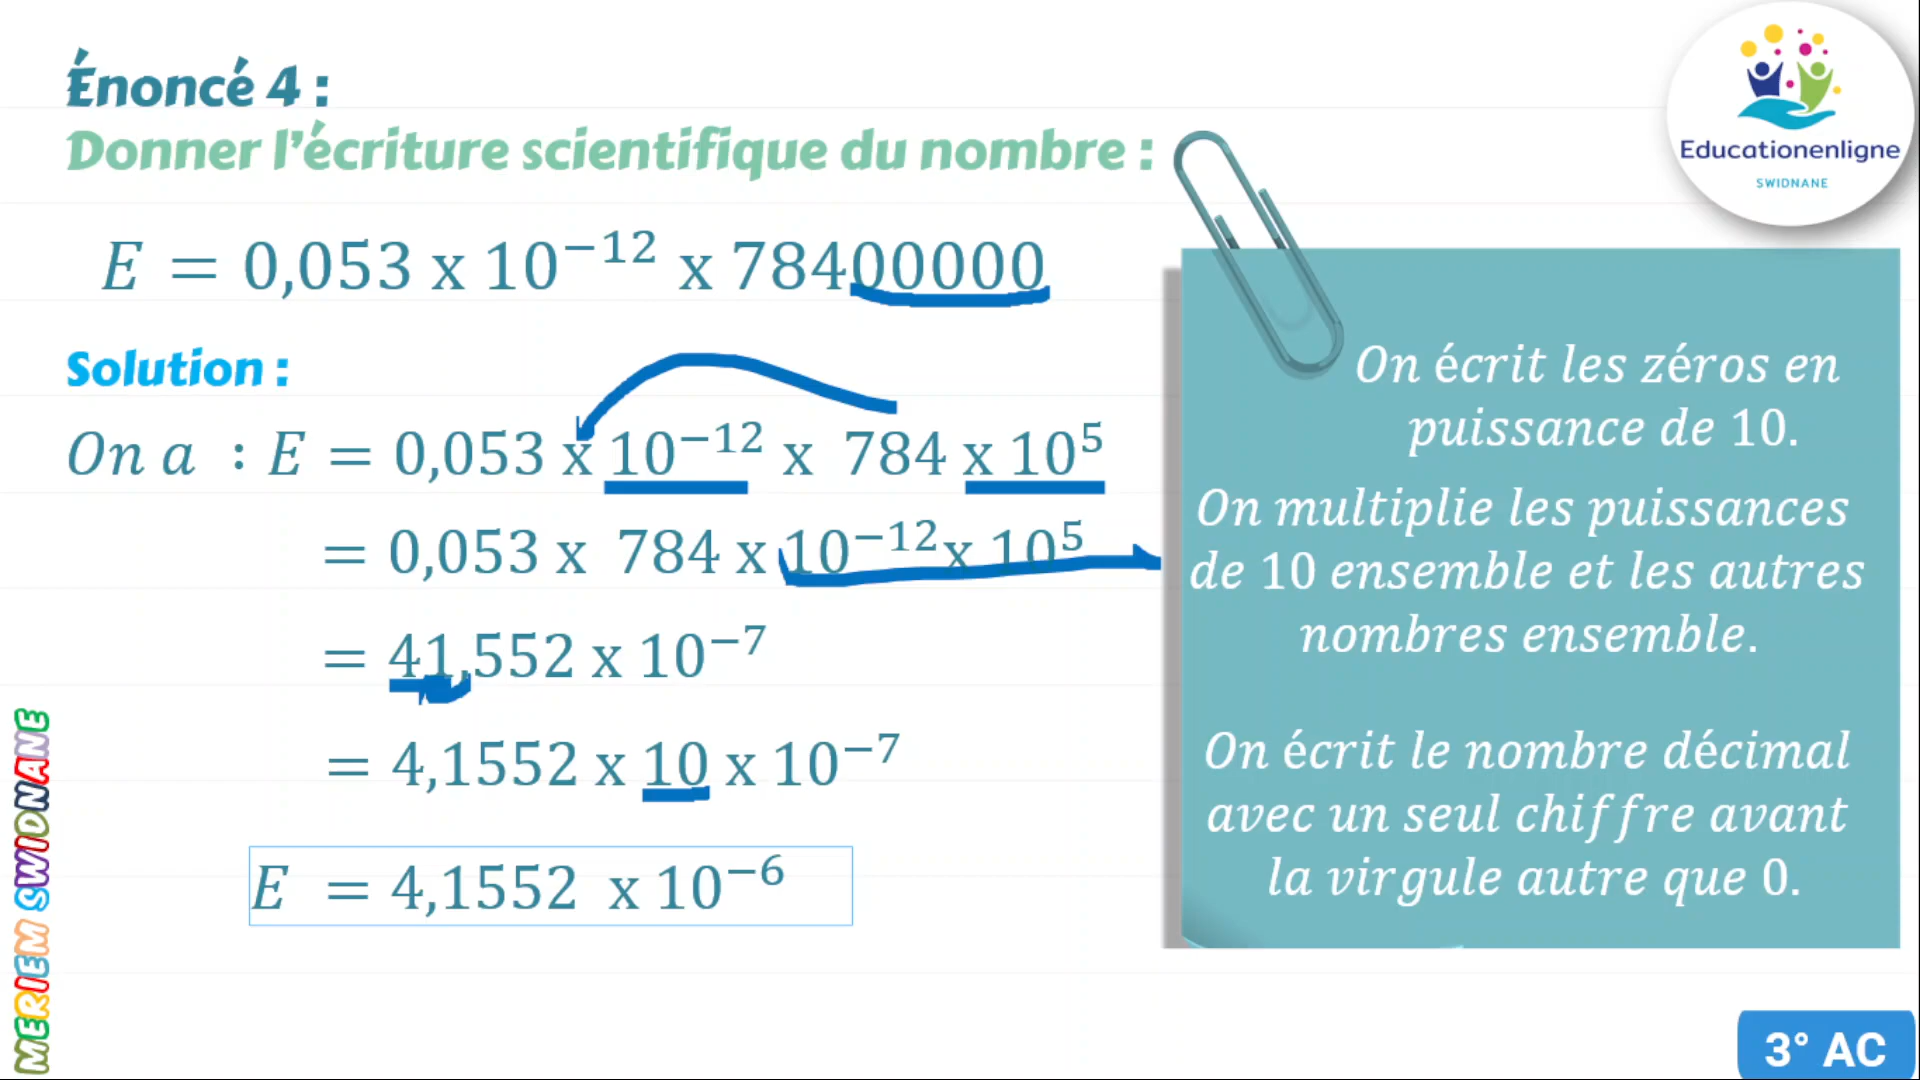 Énoncé 4 :
Donner l'écriture scientifique du nombre :
E = 0,053 x 10⁻¹² x 78400000
Solution :
On a : E = 0,053 x 10⁻¹² x 784 x 10⁵
= 0,053 x 784 x 10⁻¹² x 10⁵
= 41,552 x 10⁻⁷
= 4,1552 x 10 x 10⁻⁷
E = 4,1552 x 10⁻⁶
Educationenligne
SWIDNANE
On écrit les zéros en
puissance de 10.
On multiplie les puissances
de 10 ensemble et les autres
nombres ensemble.
On écrit le nombre décimal
avec un seul chiffre avant
la virgule autre que 0.
MERIEM SWIDNANE
3° AC